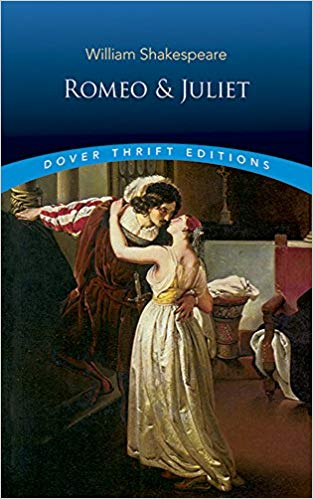 William Shakespeare
ROMEO & JULIET
DOVER THRIFT EDITIONS